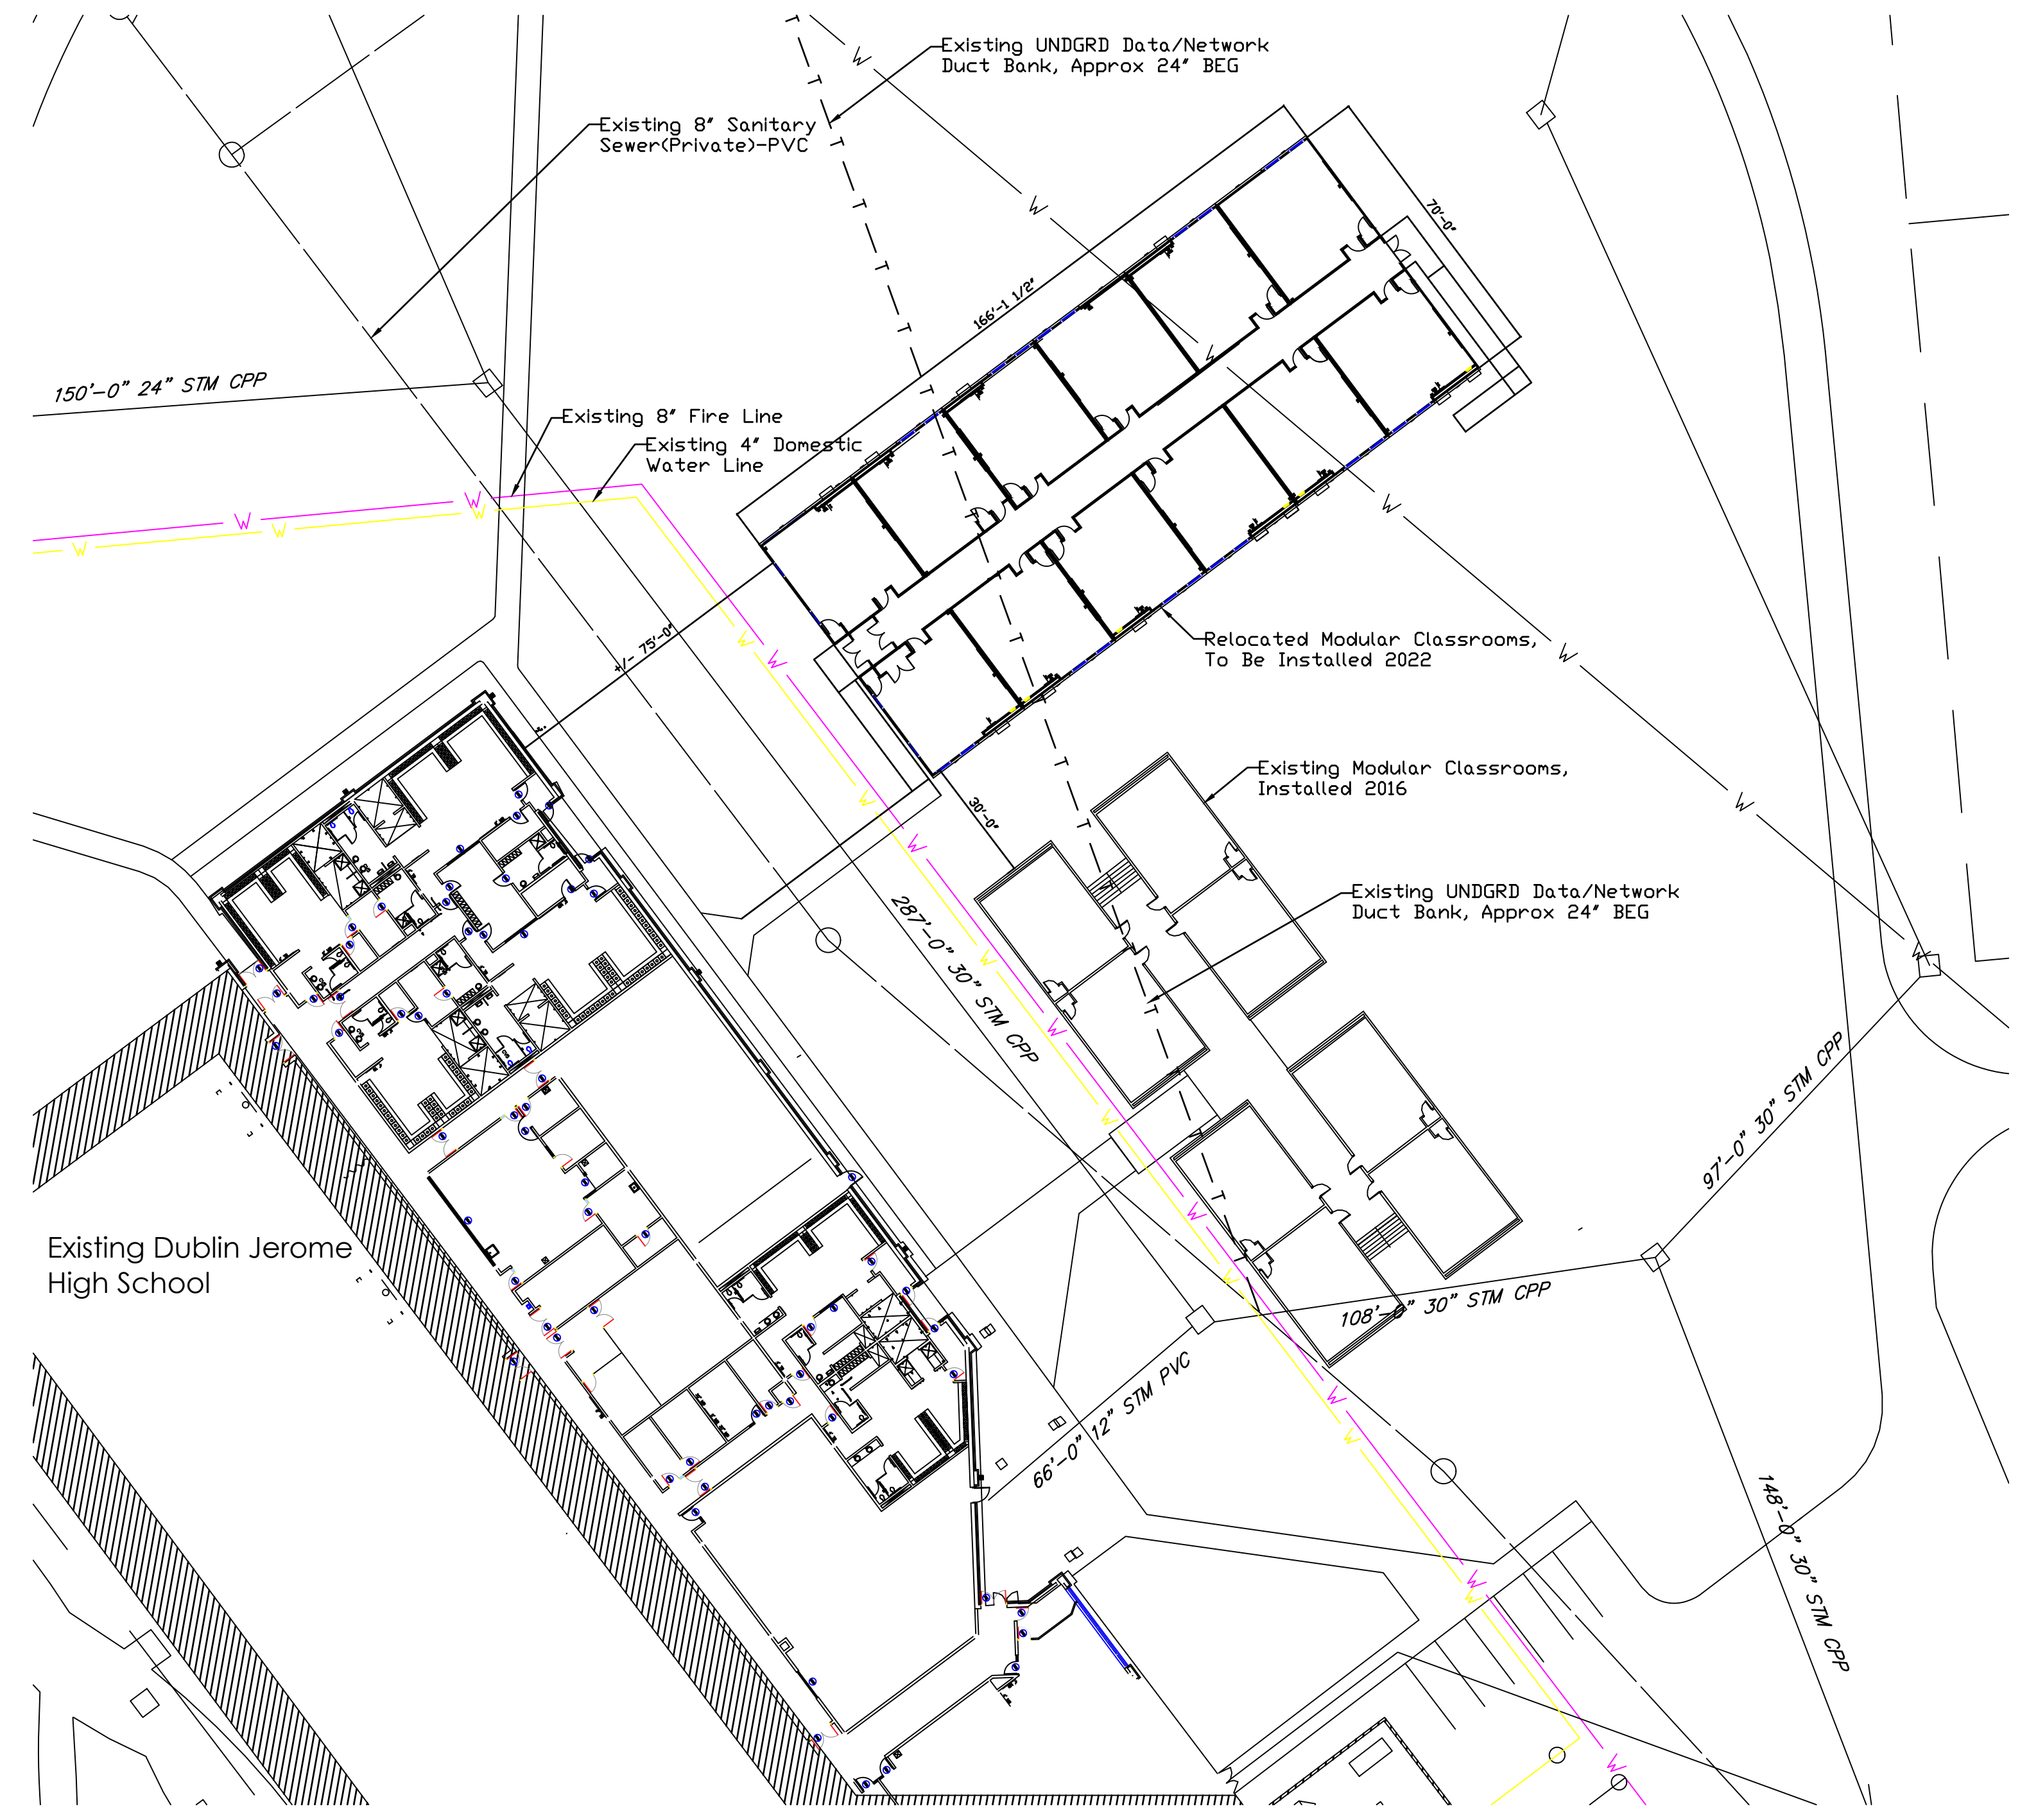 Existing UNDGRD Data/Network
Duct Bank, Approx 24" BEG
Existing 8" Sanitary
Sewer(Private)-PVC
70'-0"
166'-1 1/2"
150'-0" 24" STM CPP
Existing 8" Fire Line
Existing 4" Domestic
Water Line
+/- 75'-0"
Relocated Modular Classrooms,
To Be Installed 2022
Existing Modular Classrooms,
Installed 2016
30'-0"
Existing UNDGRD Data/Network
Duct Bank, Approx 24" BEG
287'-0" 30" STM CPP
97'-0" 30" STM CPP
Existing Dublin Jerome
High School
108'-0" 30" STM CPP
66'-0" 12" STM PVC
148'-0" 30" STM CPP
T T T T T T T T T T T T T T T
W W W W W W W W
W W W W W W W W W W
W W W W W W W W W W W